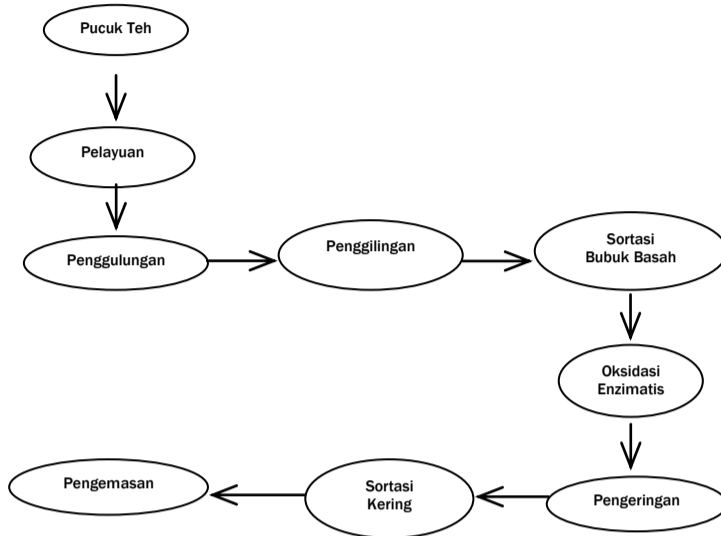 Pucuk Teh
Pelayuan
Penggulungan
Penggilingan
Sortasi
Bubuk Basah
Oksidasi
Enzimatis
Pengeringan
Sortasi
Kering
Pengemasan